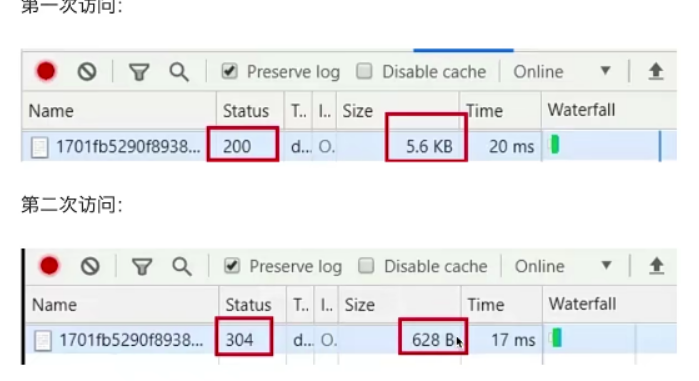 第一次访问：
Preserve log Disable cache Online
Name Status T.. I.. Size Time Waterfall
1701fb5290f8938... 200 d... O. 5.6 KB 20 ms
第二次访问：
Preserve log Disable cache Online
Name Status T.. I.. Size Time Waterfall
1701fb5290f8938... 304 d... O. 628 B 17 ms